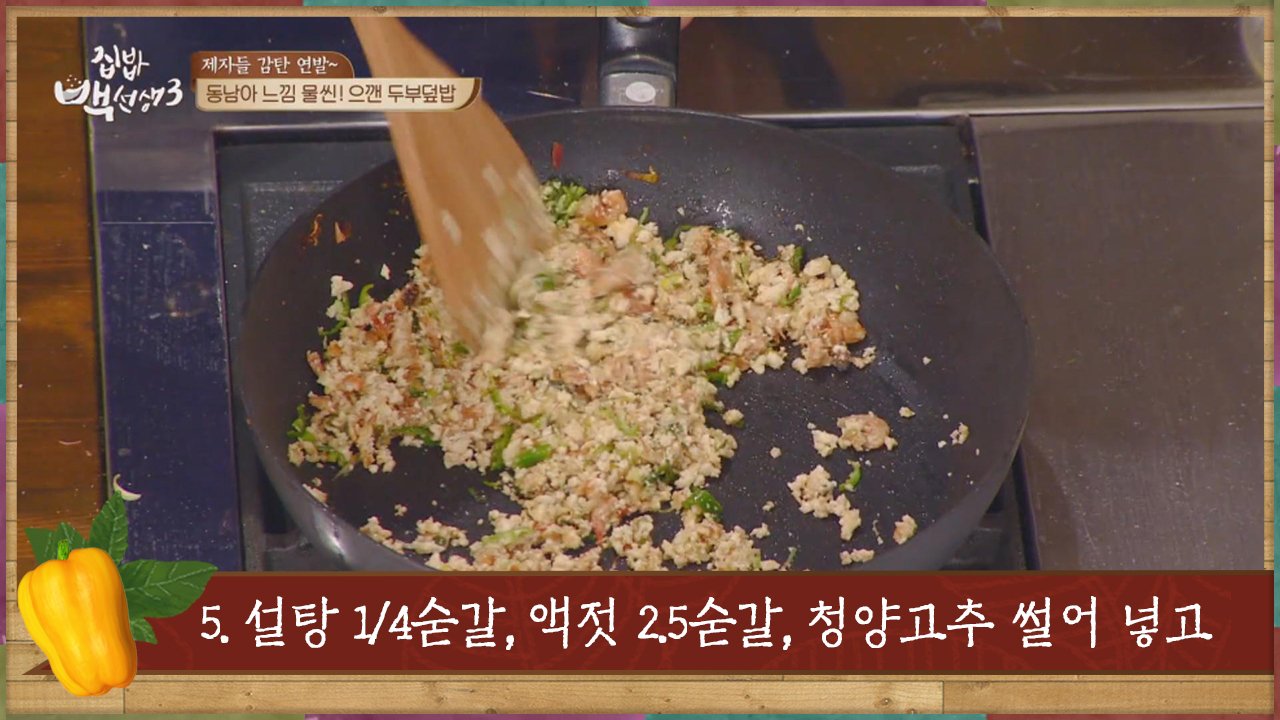 집밥
백선생3
제자들 감탄 연발~
동남아 느낌 물씬! 으깬 두부덮밥
5. 설탕 1/4숟갈, 액젓 2.5숟갈, 청양고추 썰어 넣고